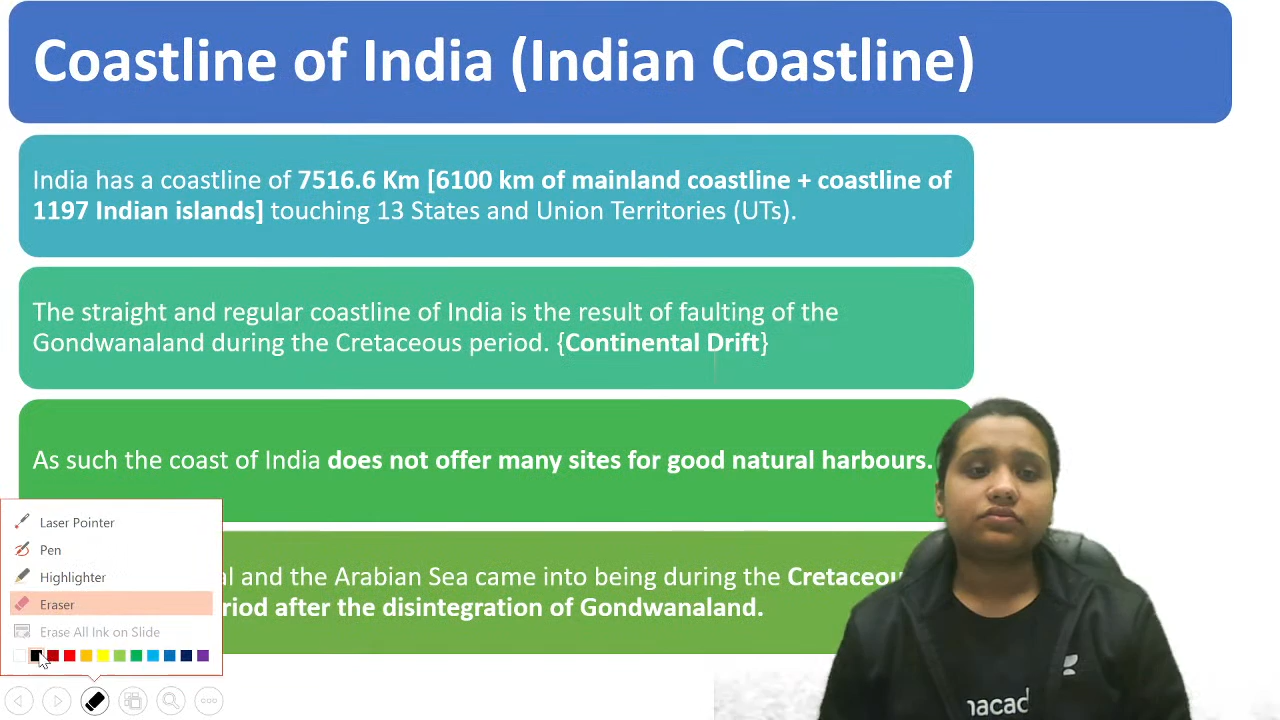 Coastline of India (Indian Coastline)
India has a coastline of 7516.6 Km [6100 km of mainland coastline + coastline of
1197 Indian islands] touching 13 States and Union Territories (UTs).
The straight and regular coastline of India is the result of faulting of the
Gondwanaland during the Cretaceous period. {Continental Drift}
As such the coast of India does not offer many sites for good natural harbours.
and the Arabian Sea came into being during the
after the disintegration of Gondwanaland.
Laser Pointer
Pen
Highlighter
Eraser
Erase All Ink on Slide